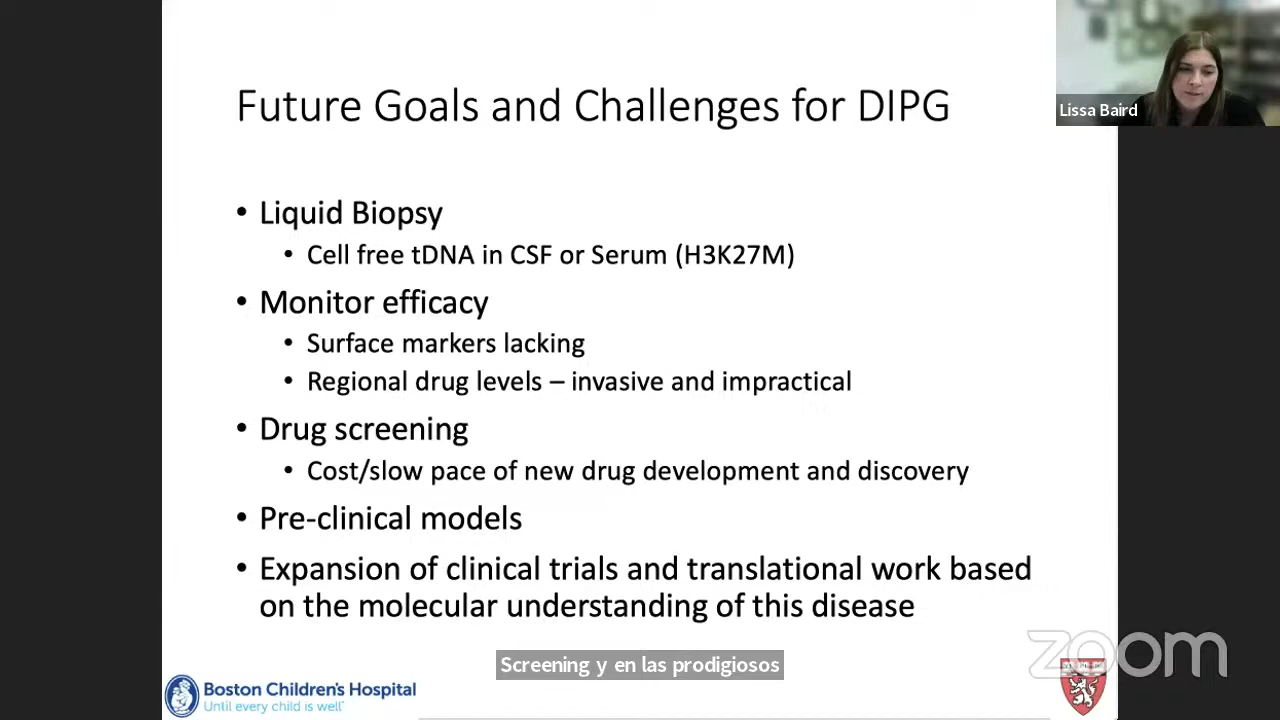 Future Goals and Challenges for DIPG
Lissa Baird
• Liquid Biopsy
• Cell free tDNA in CSF or Serum (H3K27M)
• Monitor efficacy
• Surface markers lacking
• Regional drug levels – invasive and impractical
• Drug screening
• Cost/slow pace of new drug development and discovery
• Pre-clinical models
• Expansion of clinical trials and translational work based
on the molecular understanding of this disease
Screening y en las prodigiosos
zoom
Boston Children's Hospital
Until every child is well™